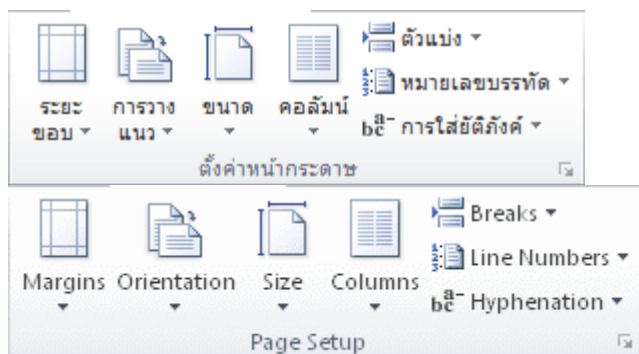 ระยะ
ขอบ
การวาง
แนว
ขนาด
คอลัมน์
ตัวแบ่ง
หมายเลขบรรทัด
การใส่ยัติภังค์
ตั้งค่าหน้ากระดาษ
Margins
Orientation
Size
Columns
Breaks
Line Numbers
Hyphenation
Page Setup